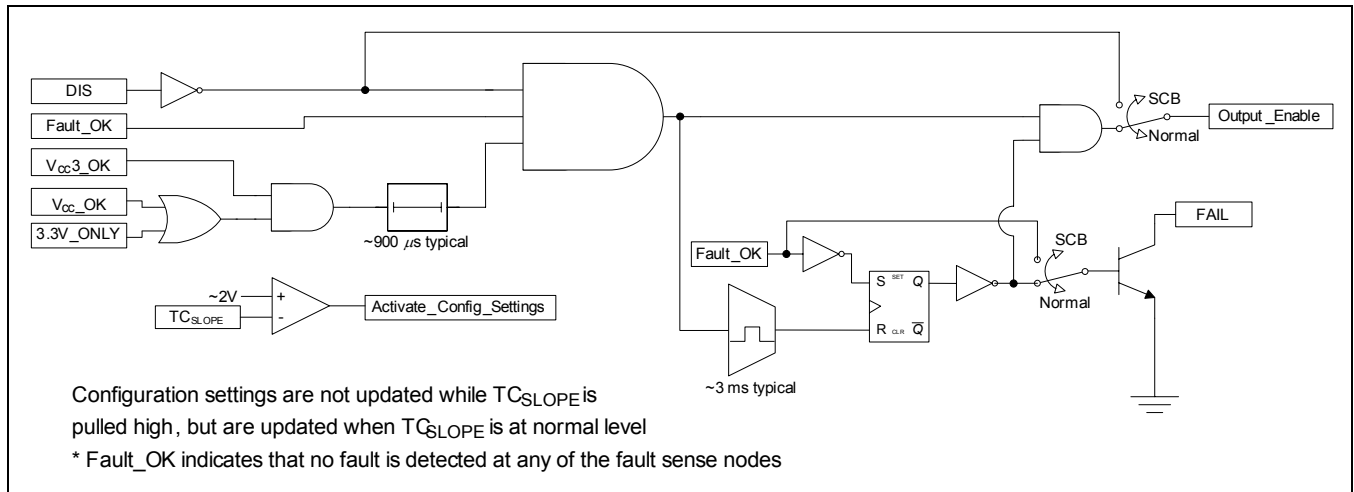 DIS
SCB
Output_Enable
Normal
Fault_OK
VCC3_OK
VCC_OK
3.3V_ONLY
~900 µs typical
FAIL
SCB
Fault_OK
S SET Q
Normal
R CLR Q
~2V
+
-
TCSLOPE
Activate_Config_Settings
~3 ms typical
Configuration settings are not updated while TCSLOPE is
pulled high, but are updated when TCSLOPE is at normal level
* Fault_OK indicates that no fault is detected at any of the fault sense nodes